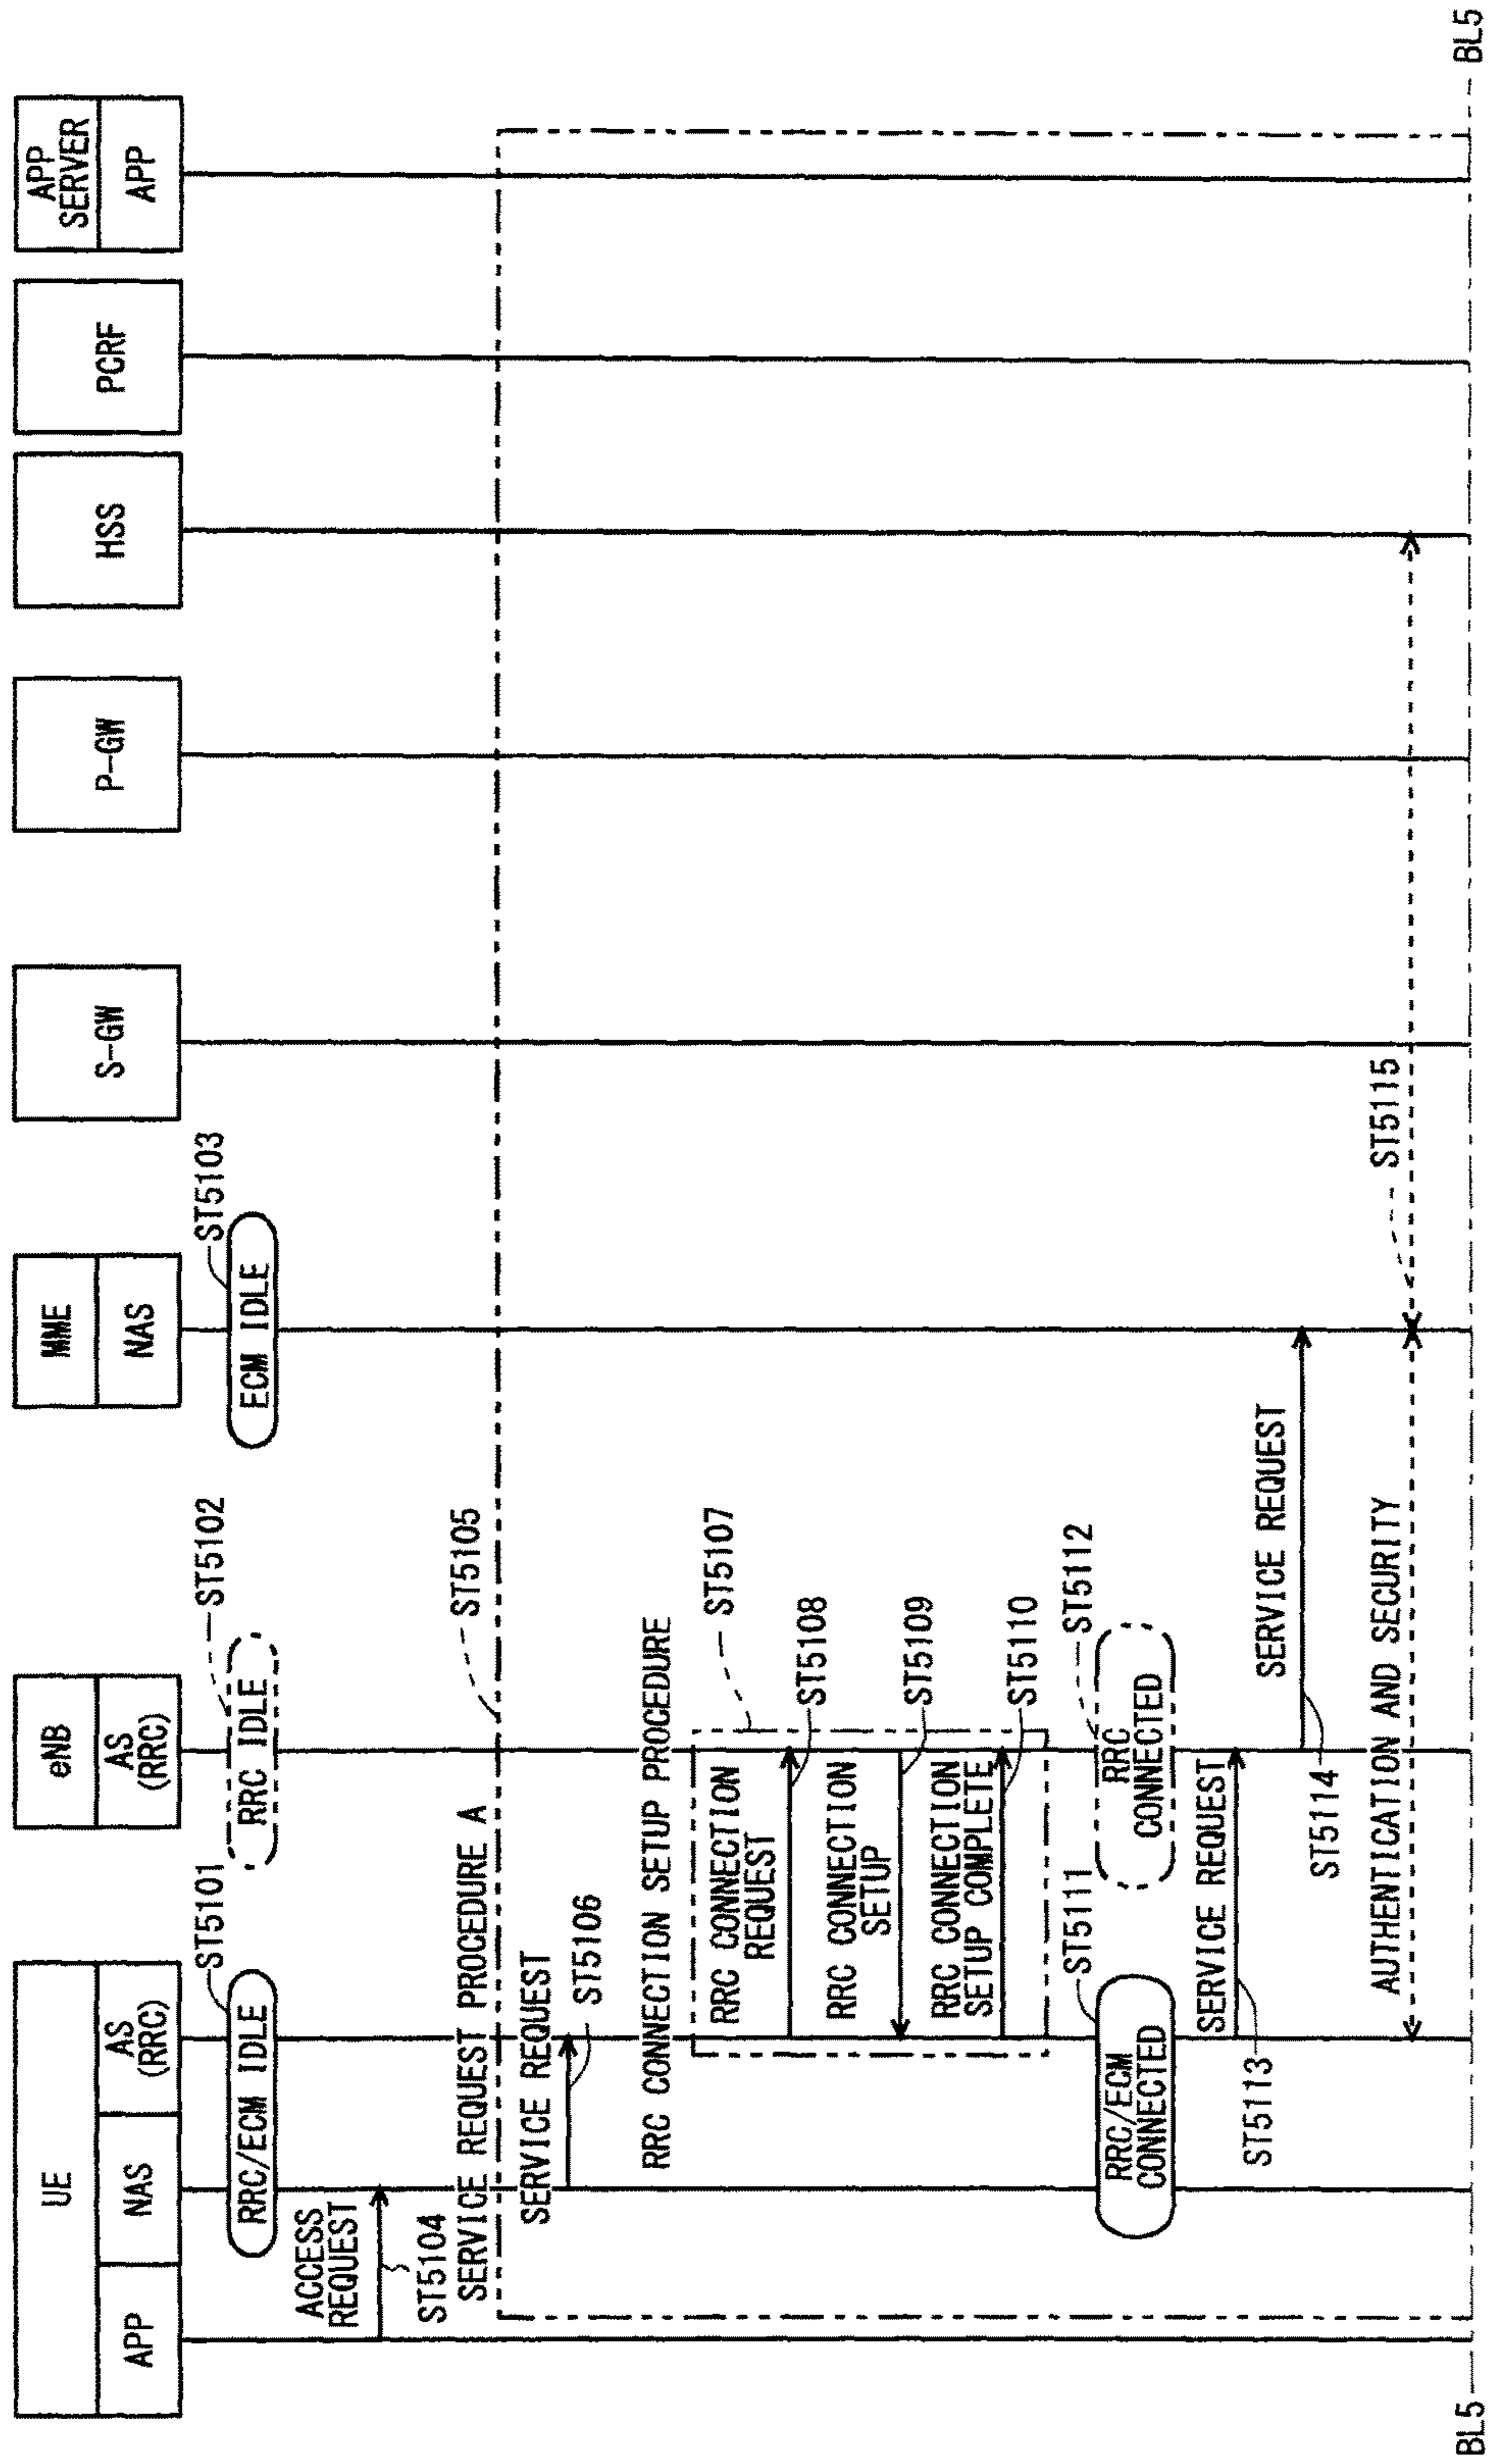 UE
APP
NAS
AS
(RRC)
eNB
AS
(RRC)
MME
NAS
S-GW
P-GW
HSS
PCRF
APP
SERVER
APP
ST5101
RRC/ECM IDLE
ST5102
RRC IDLE
ST5103
ECM IDLE
ACCESS
REQUEST
ST5104
SERVICE REQUEST PROCEDURE A
ST5105
SERVICE REQUEST
ST5106
RRC CONNECTION SETUP PROCEDURE
ST5107
RRC CONNECTION
REQUEST
ST5108
RRC CONNECTION
SETUP
ST5109
RRC CONNECTION
SETUP COMPLETE
ST5110
ST5111
RRC/ECM
CONNECTED
ST5112
RRC
CONNECTED
SERVICE REQUEST
ST5113
SERVICE REQUEST
ST5114
AUTHENTICATION AND SECURITY
ST5115
BL5
BL5